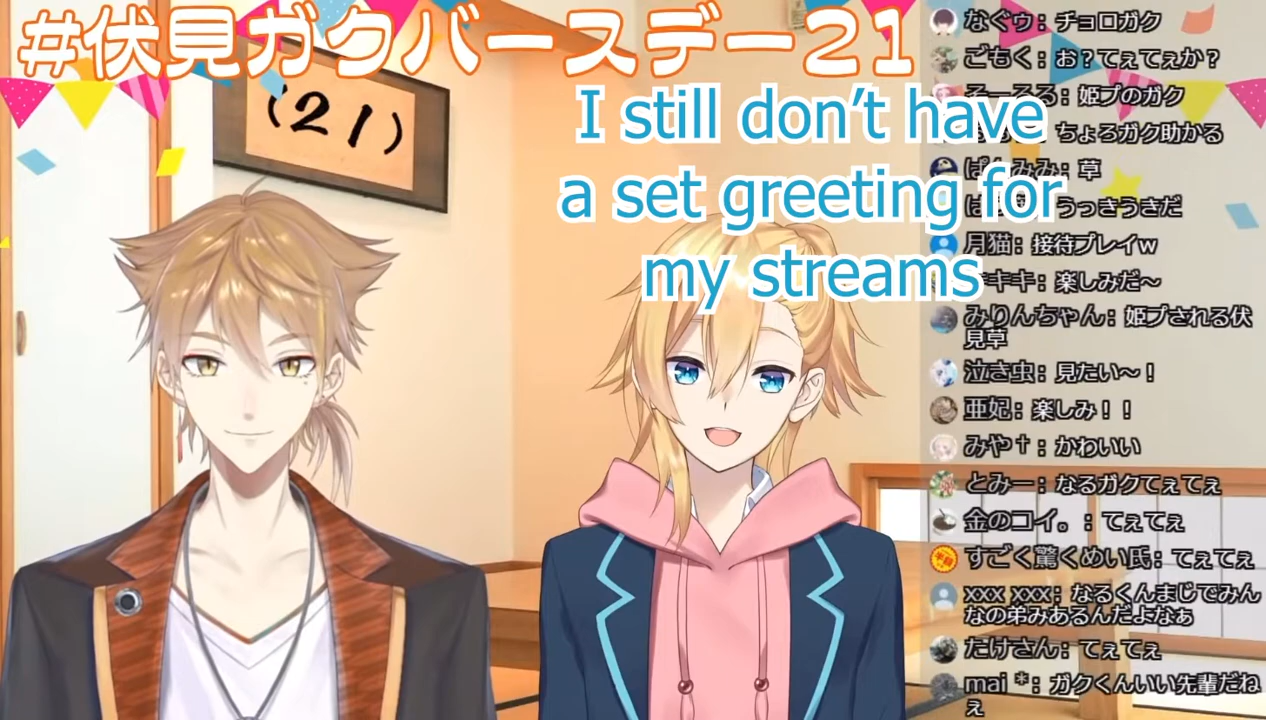 #伏見ガクバースデー21
(21)
I still don't have
a set greeting for
my streams
なぐゥ: チョロガク
ごもく: お?てぇてぇか?
そーろろ: 姫プのガク
ちょろガク助かる
草
うっきうきだ
月猫: 接待プレイw
キキ: 楽しみだ~
みりんちゃん: 姫プされる伏
見草
泣き虫: 見たい~!
亜妃: 楽しみ!!
みや†: かわいい
とみー: なるガクてぇてぇ
金のコイ。: てぇてぇ
すごく驚くめい氏: てぇてぇ
xxx xxx: なるくんまじでみん
なの弟みあるんだよなぁ
たけさん: てぇてぇ
mai *: ガクくんいい先輩だね
ぇ